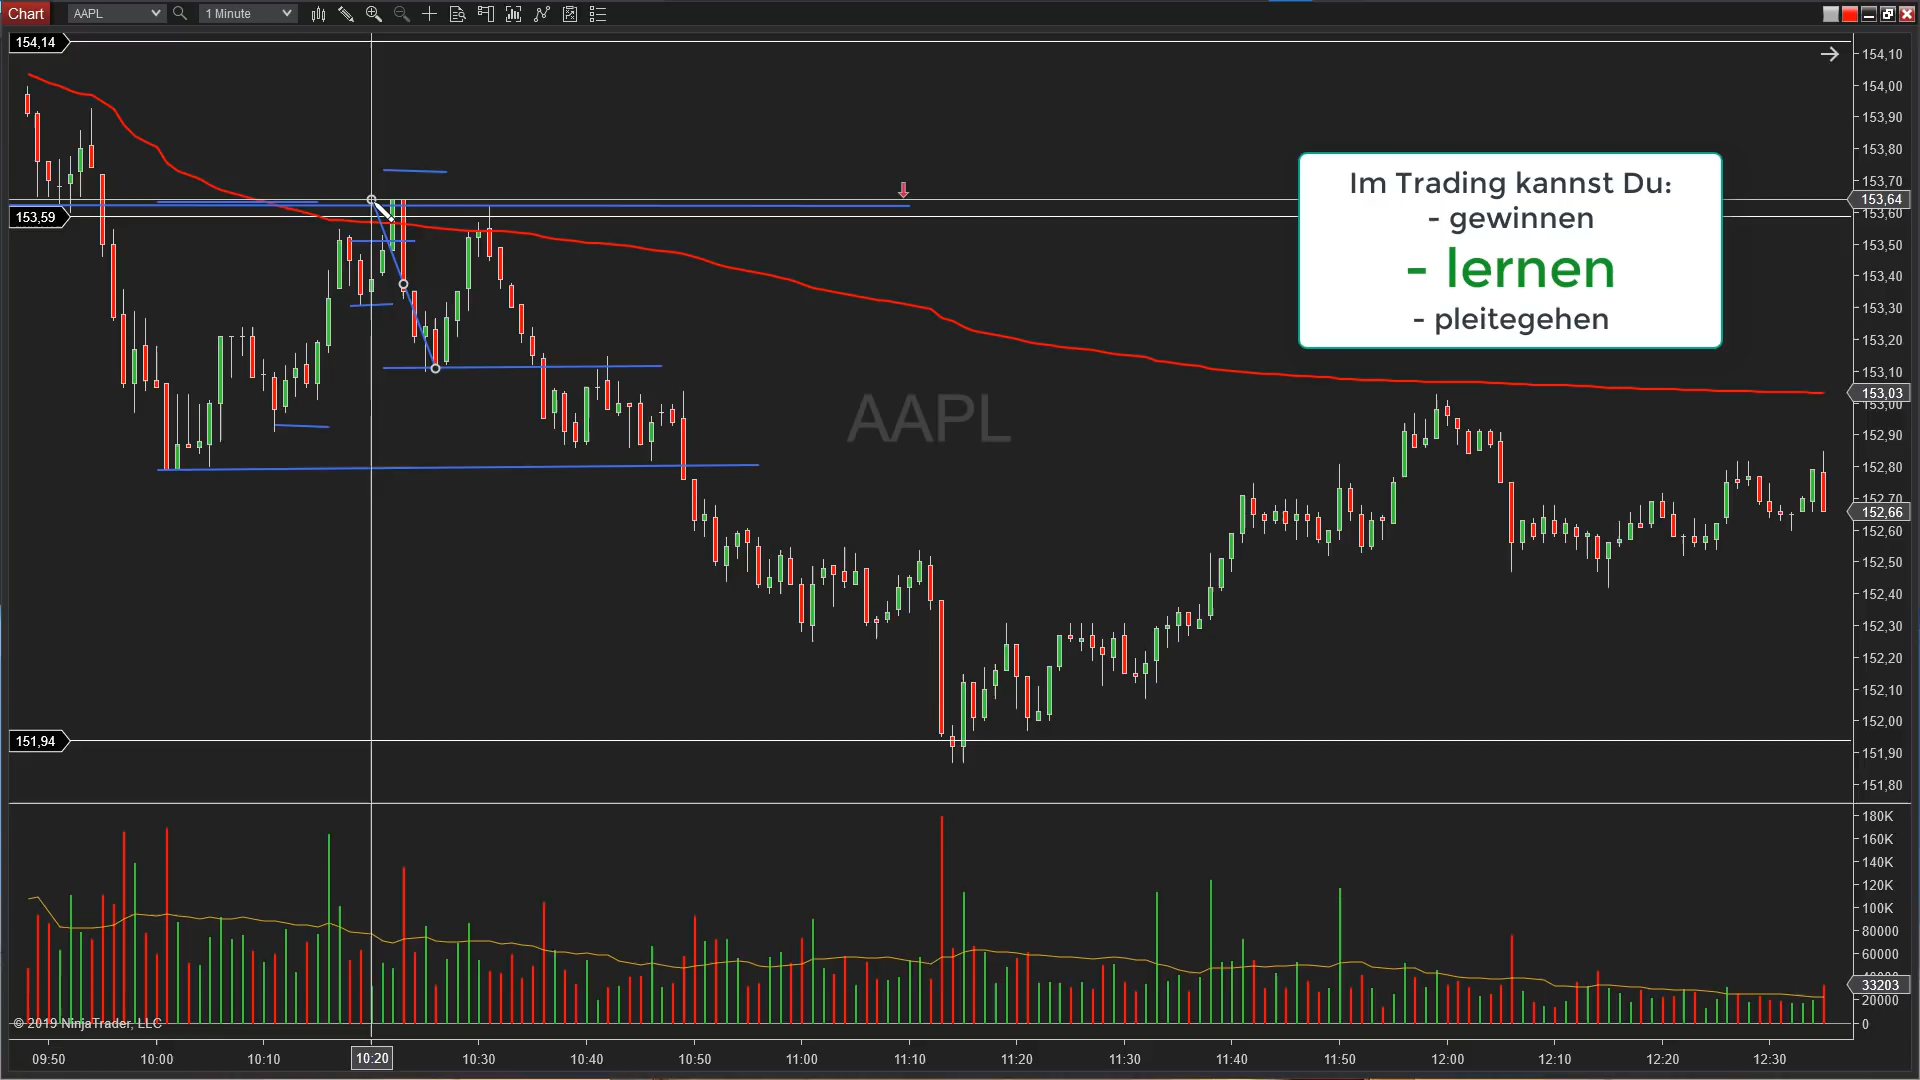 Chart
AAPL
1 Minute
154,14
153,59
151,94
Im Trading kannst Du:
- gewinnen
- lernen
- pleitegehen
AAPL
154,10
154,00
153,90
153,80
153,70
153,64
153,60
153,50
153,40
153,30
153,20
153,10
153,03
153,00
152,90
152,80
152,70
152,66
152,60
152,50
152,40
152,30
152,20
152,10
152,00
151,90
151,80
180K
160K
140K
120K
100K
80000
60000
40000
33203
20000
0
© 2019 NinjaTrader, LLC
09:50 10:00 10:10 10:20 10:30 10:40 10:50 11:00 11:10 11:20 11:30 11:40 11:50 12:00 12:10 12:20 12:30